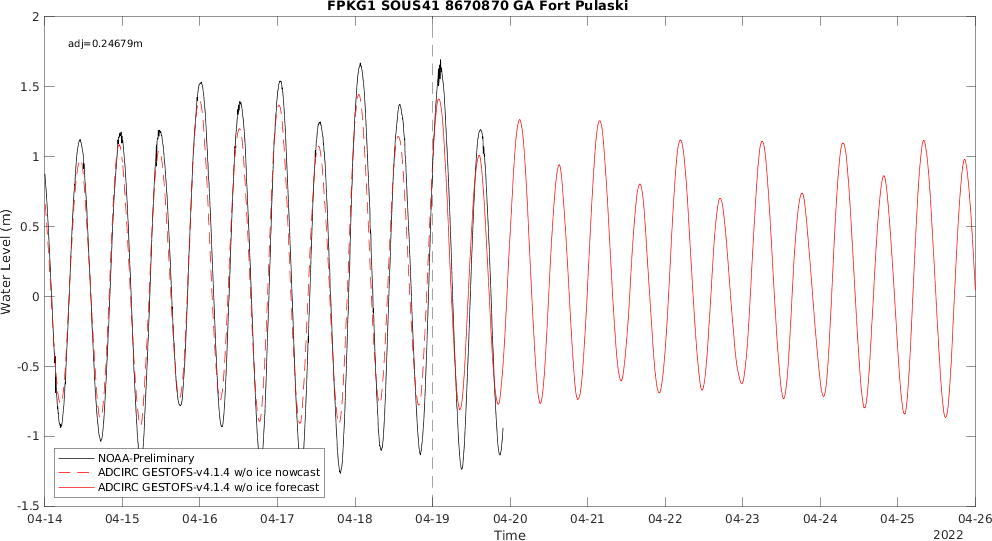 FPKG1 SOUS41 8670870 GA Fort Pulaski
adj=0.24679m
2
1.5
1
0.5
0
-0.5
-1
-1.5
Water Level (m)
NOAA-Preliminary
ADCIRC GESTOFS-v4.1.4 w/o ice nowcast
ADCIRC GESTOFS-v4.1.4 w/o ice forecast
04-14 04-15 04-16 04-17 04-18 04-19 04-20 04-21 04-22 04-23 04-24 04-25 04-26
Time
2022